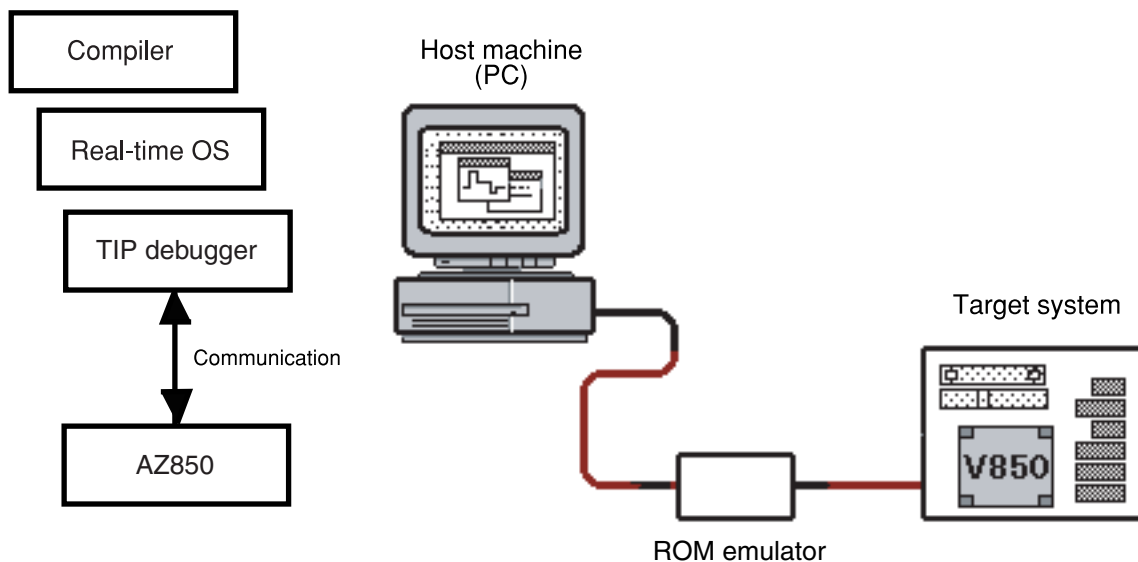 Compiler
Real-time OS
TIP debugger
Communication
AZ850
Host machine
(PC)
Target system
V850
ROM emulator